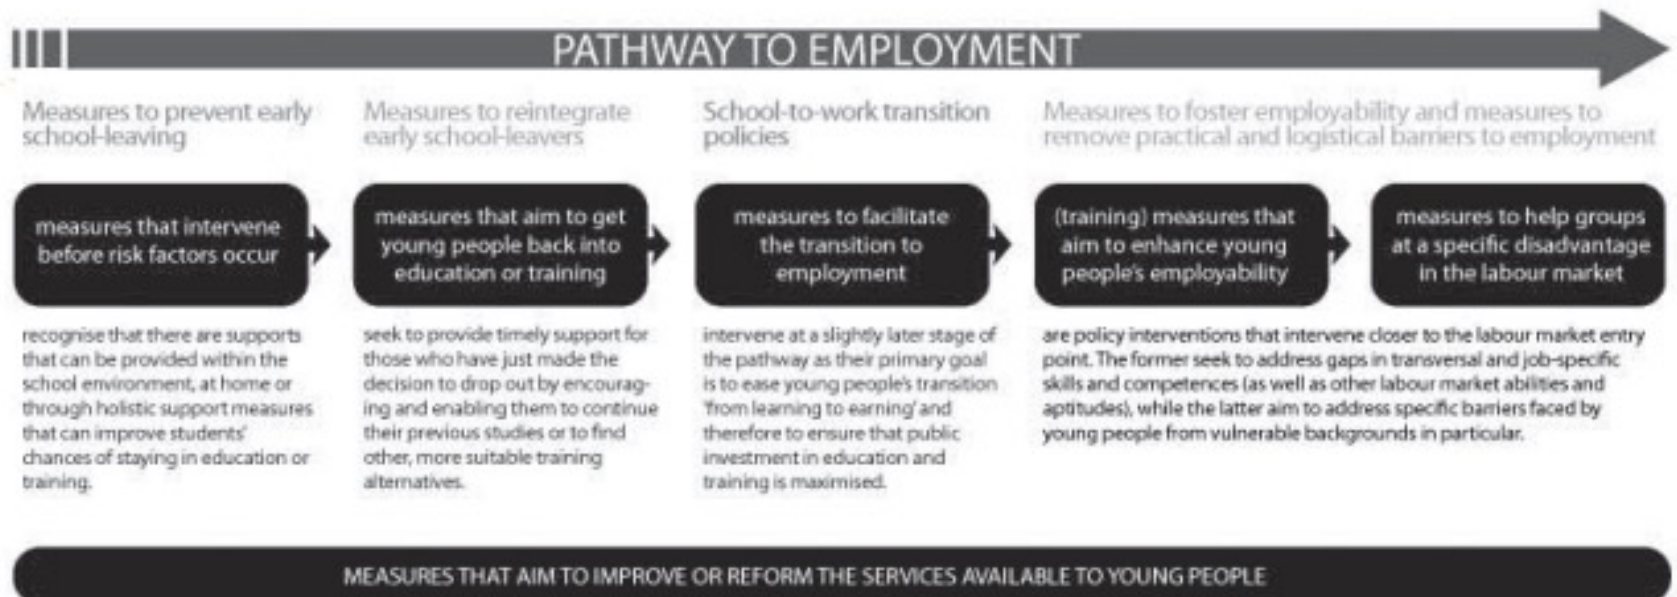 PATHWAY TO EMPLOYMENT
Measures to prevent early
school-leaving
Measures to reintegrate
early school-leavers
School-to-work transition
policies
Measures to foster employability and measures to
remove practical and logistical barriers to employment
measures that intervene
before risk factors occur
measures that aim to get
young people back into
education or training
measures to facilitate
the transition to
employment
(training) measures that
aim to enhance young
people's employability
measures to help groups
at a specific disadvantage
in the labour market
recognise that there are supports
that can be provided within the
school environment, at home or
through holistic support measures
that can improve students'
chances of staying in education or
training.
seek to provide timely support for
those who have just made the
decision to drop out by encourag-
ing and enabling them to continue
their previous studies or to find
other, more suitable training
alternatives.
intervene at a slightly later stage of
the pathway as their primary goal
is to ease young people's transition
'from learning to earning' and
therefore to ensure that public
investment in education and
training is maximised.
are policy interventions that intervene closer to the labour market entry
point. The former seek to address gaps in transversal and job-specific
skills and competences (as well as other labour market abilities and
aptitudes), while the latter aim to address specific barriers faced by
young people from vulnerable backgrounds in particular.
MEASURES THAT AIM TO IMPROVE OR REFORM THE SERVICES AVAILABLE TO YOUNG PEOPLE